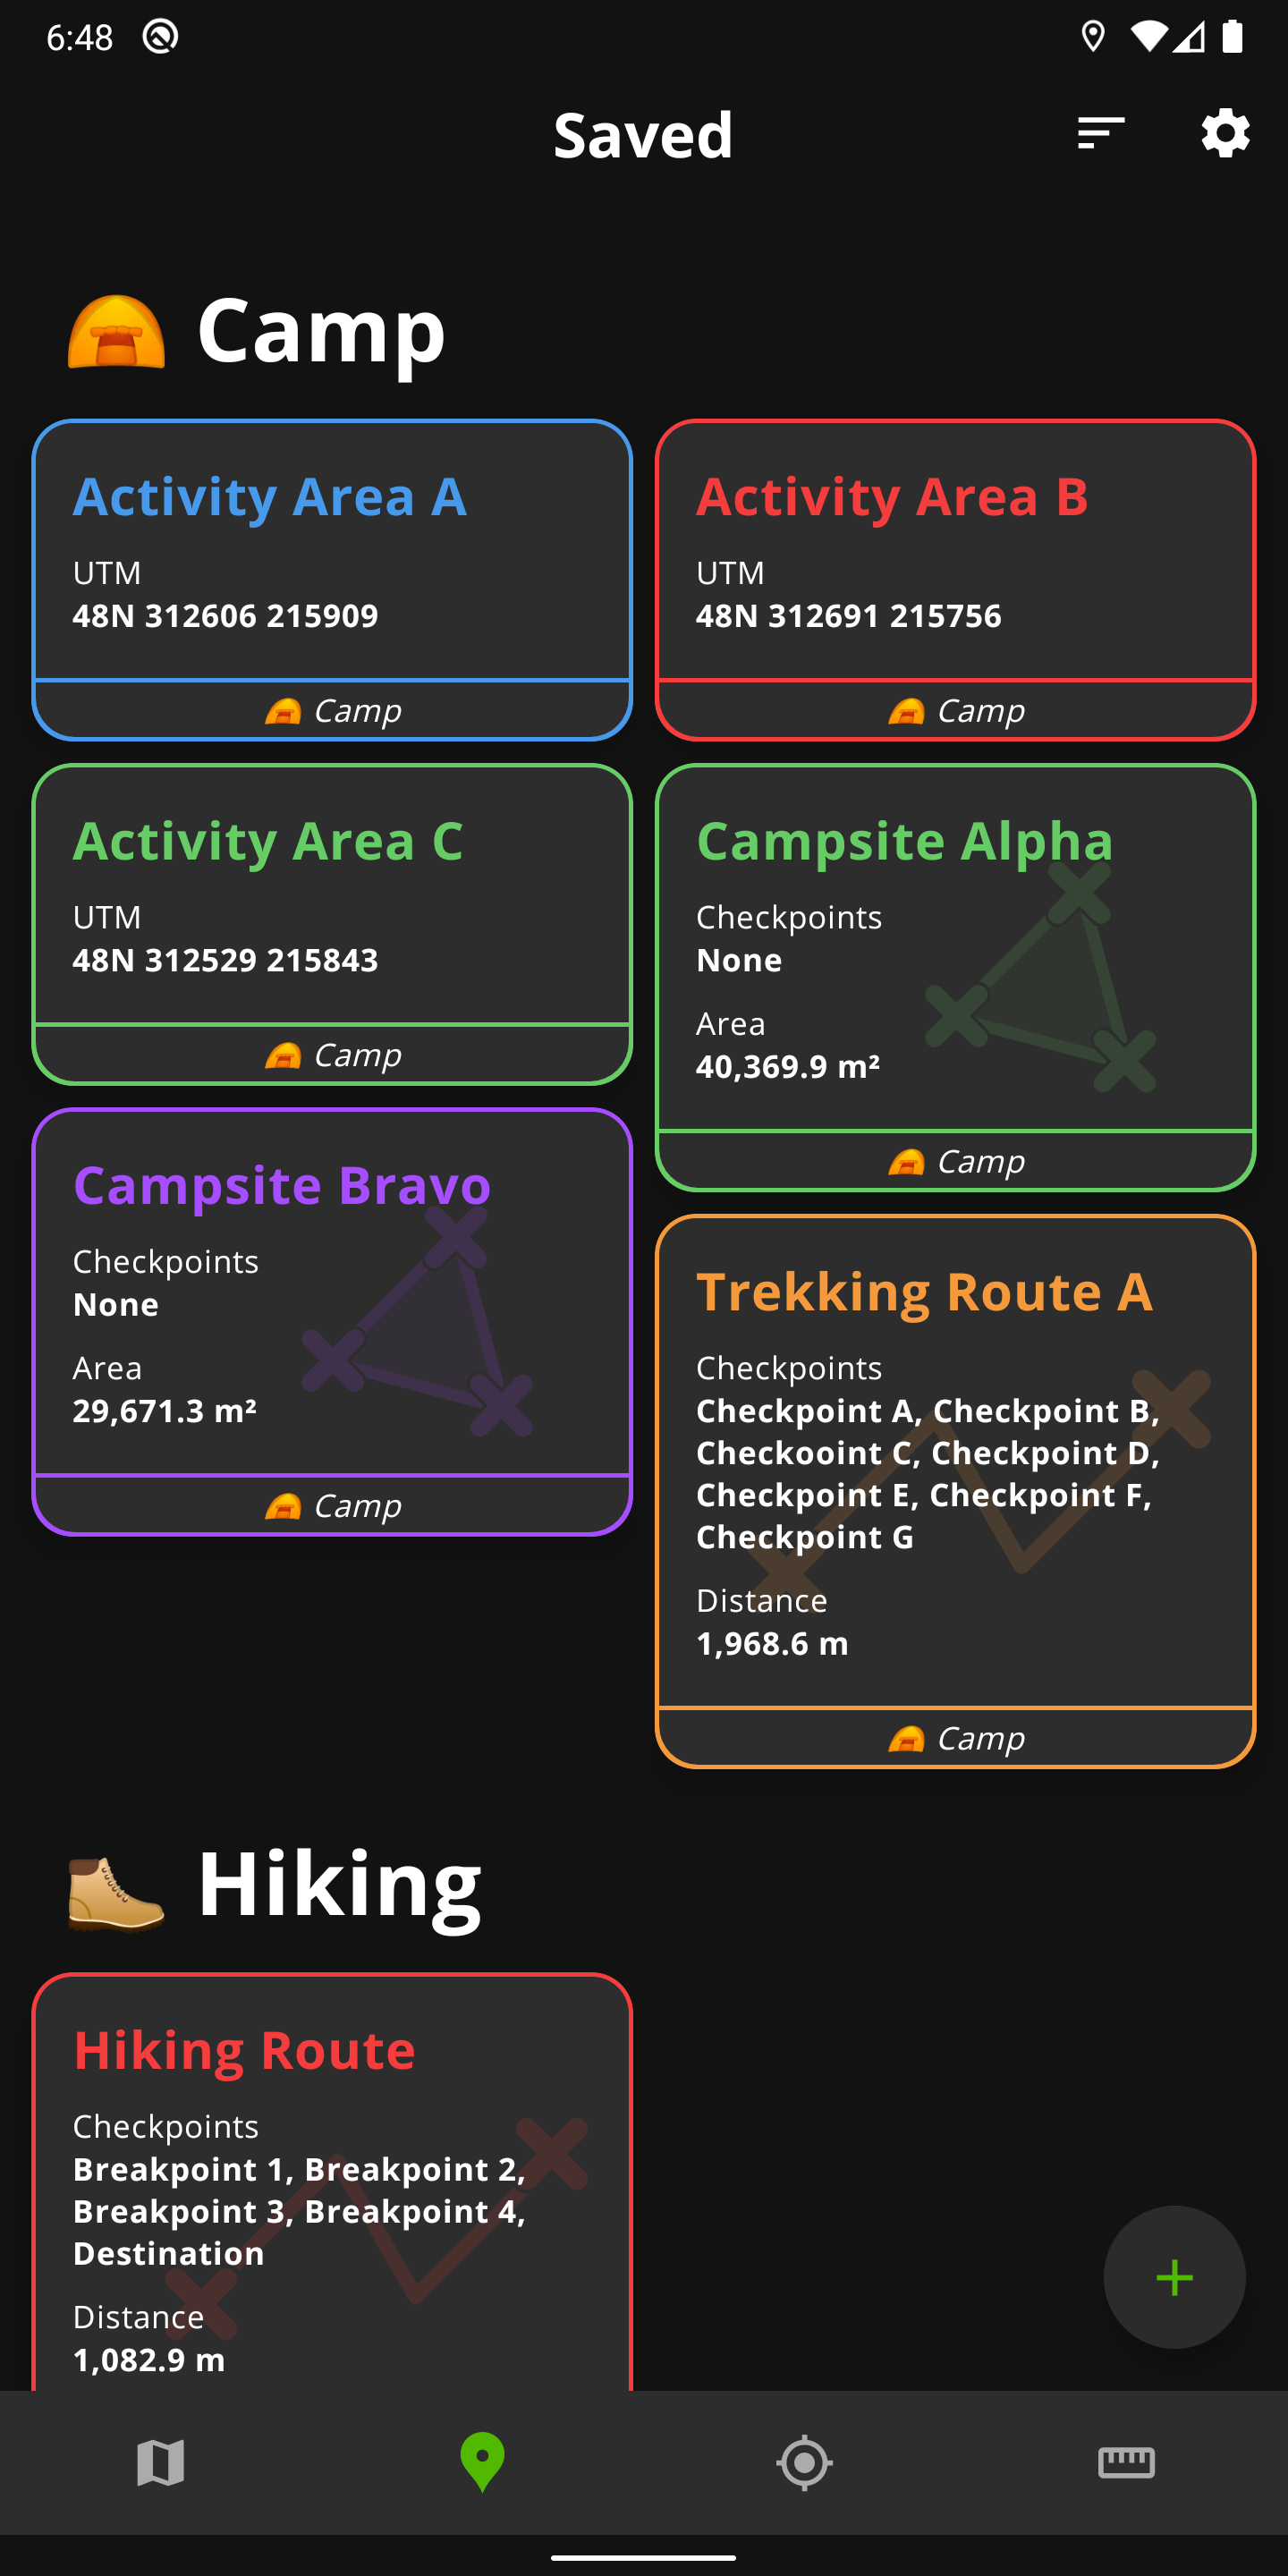 6:48
Saved
Camp
Activity Area A
UTM
48N 312606 215909
Camp
Activity Area B
UTM
48N 312691 215756
Camp
Activity Area C
UTM
48N 312529 215843
Camp
Campsite Alpha
Checkpoints
None
Area
40,369.9 m²
Camp
Campsite Bravo
Checkpoints
None
Area
29,671.3 m²
Camp
Trekking Route A
Checkpoints
Checkpoint A, Checkpoint B,
Checkooint C, Checkpoint D,
Checkpoint E, Checkpoint F,
Checkpoint G
Distance
1,968.6 m
Camp
Hiking
Hiking Route
Checkpoints
Breakpoint 1, Breakpoint 2,
Breakpoint 3, Breakpoint 4,
Destination
Distance
1,082.9 m